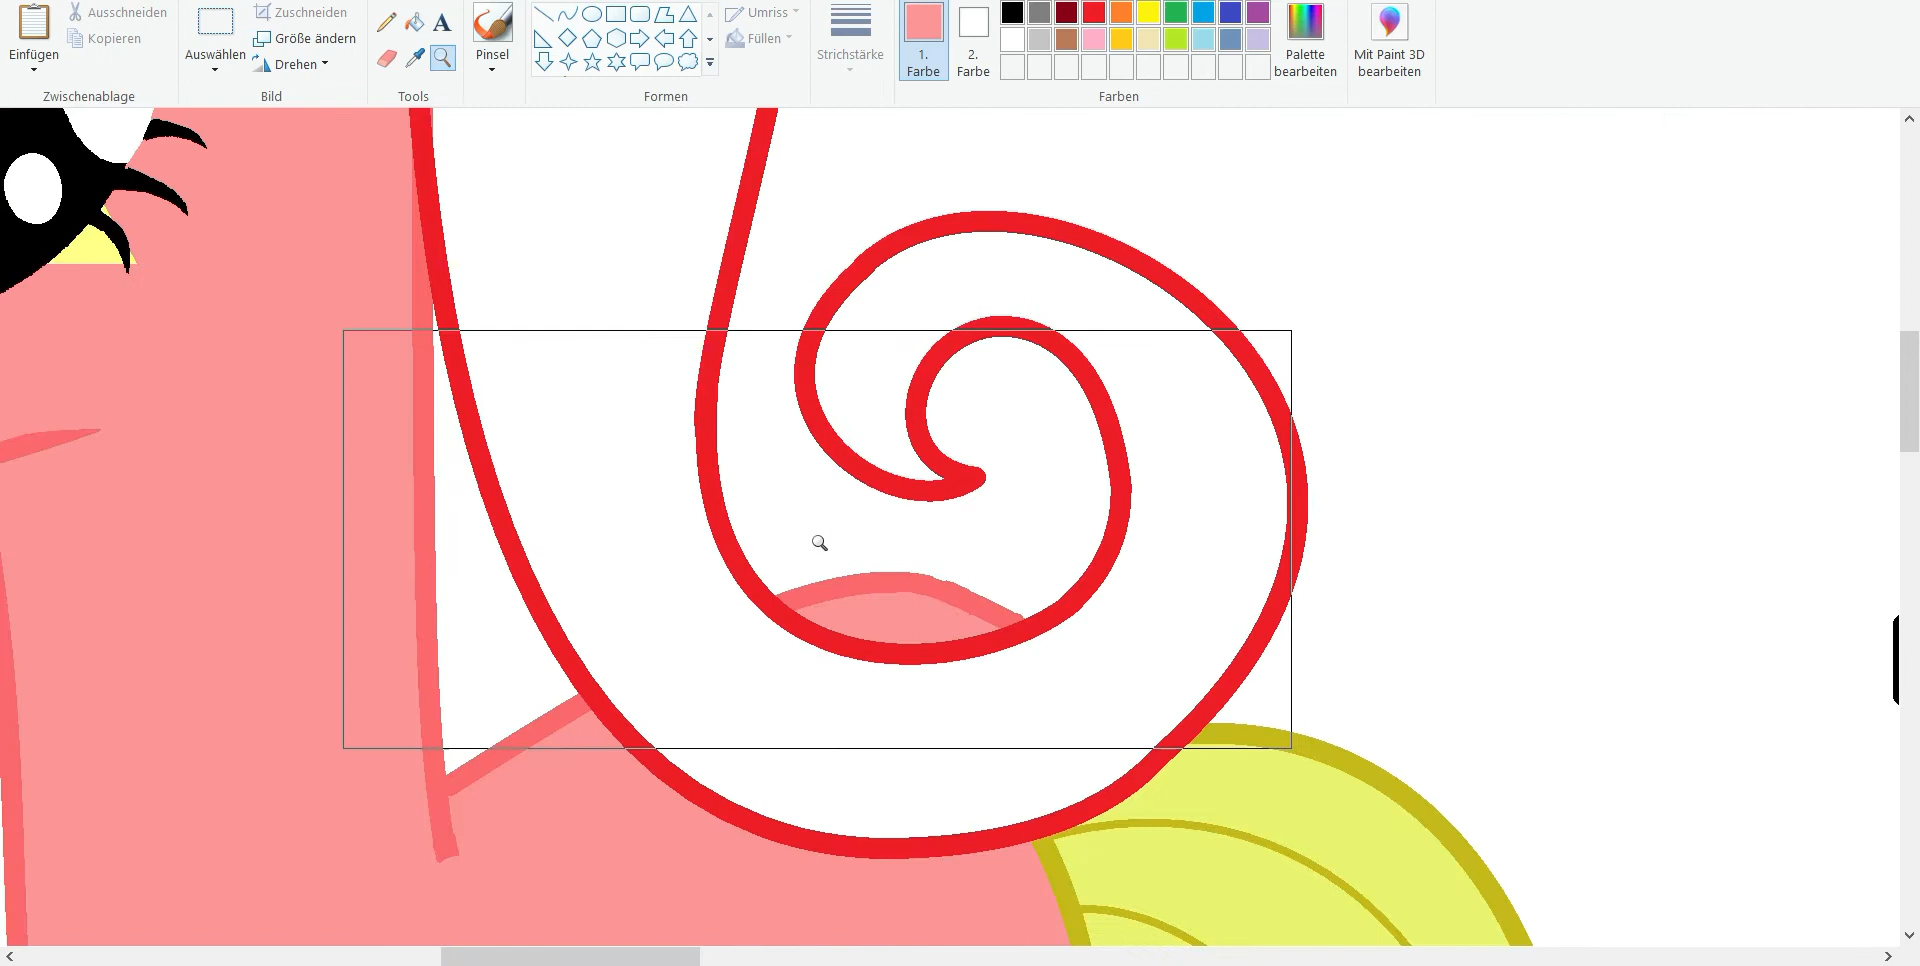 Ausschneiden
Zuschneiden
Umriss
Kopieren
Größe ändern
A
Füllen
Einfügen
Auswählen
Drehen
Pinsel
Strichstärke
1.
Farbe
2.
Farbe
Palette
bearbeiten
Mit Paint 3D
bearbeiten
Zwischenablage
Bild
Tools
Formen
Farben